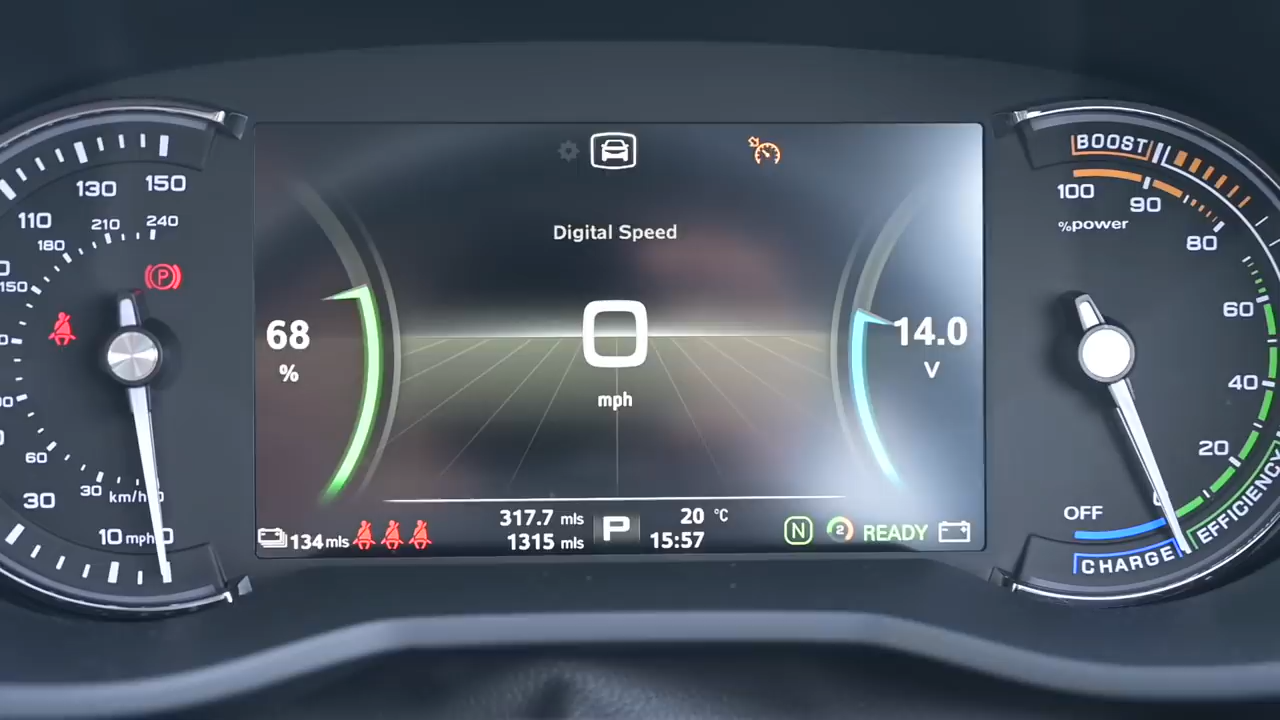 130
150
110
210
240
180
150
P
60
30
30
km/h
10 mph 0
Digital Speed
68
%
0
mph
14.0
V
134 mls
317.7 mls
1315 mls
P
20 °C
15:57
N
2
READY
BOOST
100
90
%power
80
60
40
20
0
OFF
CHARGE
EFFICIENCY